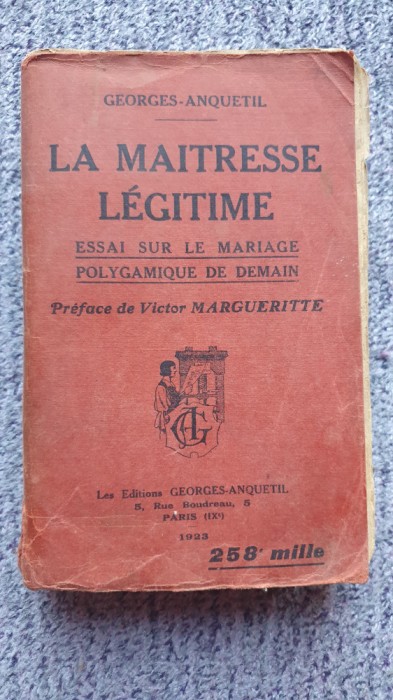 GEORGES-ANQUETIL
LA MAITRESSE
LÉGITIME
ESSAI SUR LE MARIAGE
POLYGAMIQUE DE DEMAIN
Préface de Victor MARGUERITTE
AG
Les Editions GEORGES-ANQUETIL
5, Rue Boudreau, 5
PARIS (IXᵉ)
1923
258ᵉ mille